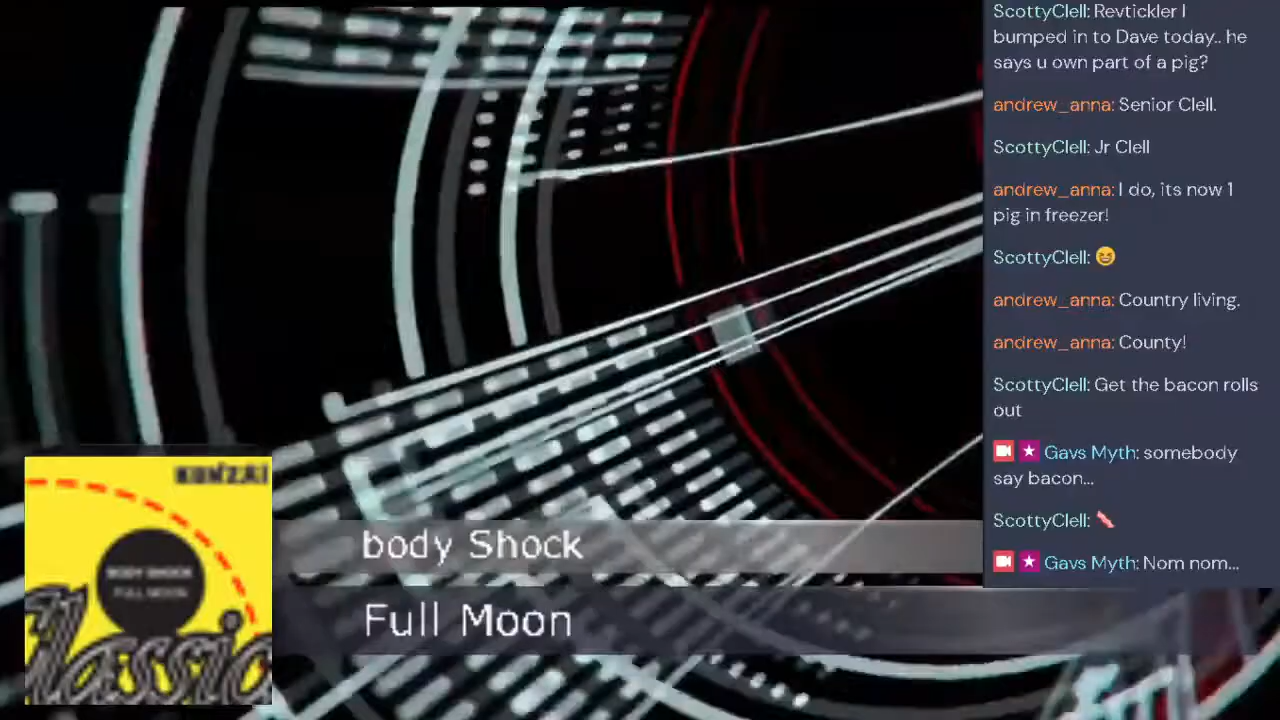 ScottyClell: Revtickler I
bumped in to Dave today.. he
says u own part of a pig?
andrew_anna: Senior Clell.
ScottyClell: Jr Clell
andrew_anna: I do, its now 1
pig in freezer!
ScottyClell: 😆
andrew_anna: Country living.
andrew_anna: County!
ScottyClell: Get the bacon rolls
out
Gavs Myth: somebody
say bacon...
ScottyClell: 🥓
Gavs Myth: Nom nom...
KUNZAI
BODY SHOCK
FULL MOON
Classic
body Shock
Full Moon